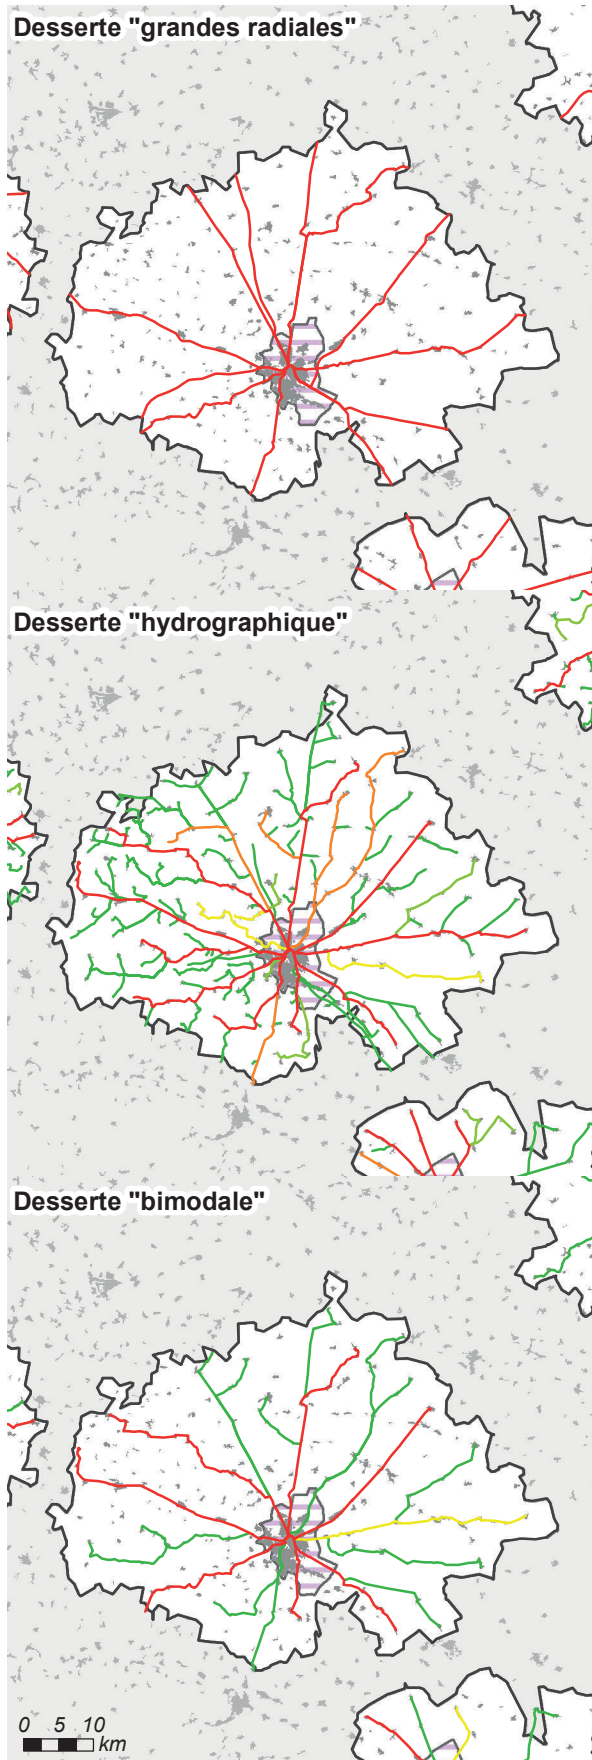 Desserte "grandes radiales"
Desserte "hydrographique"
Desserte "bimodale"
0 5 10
km